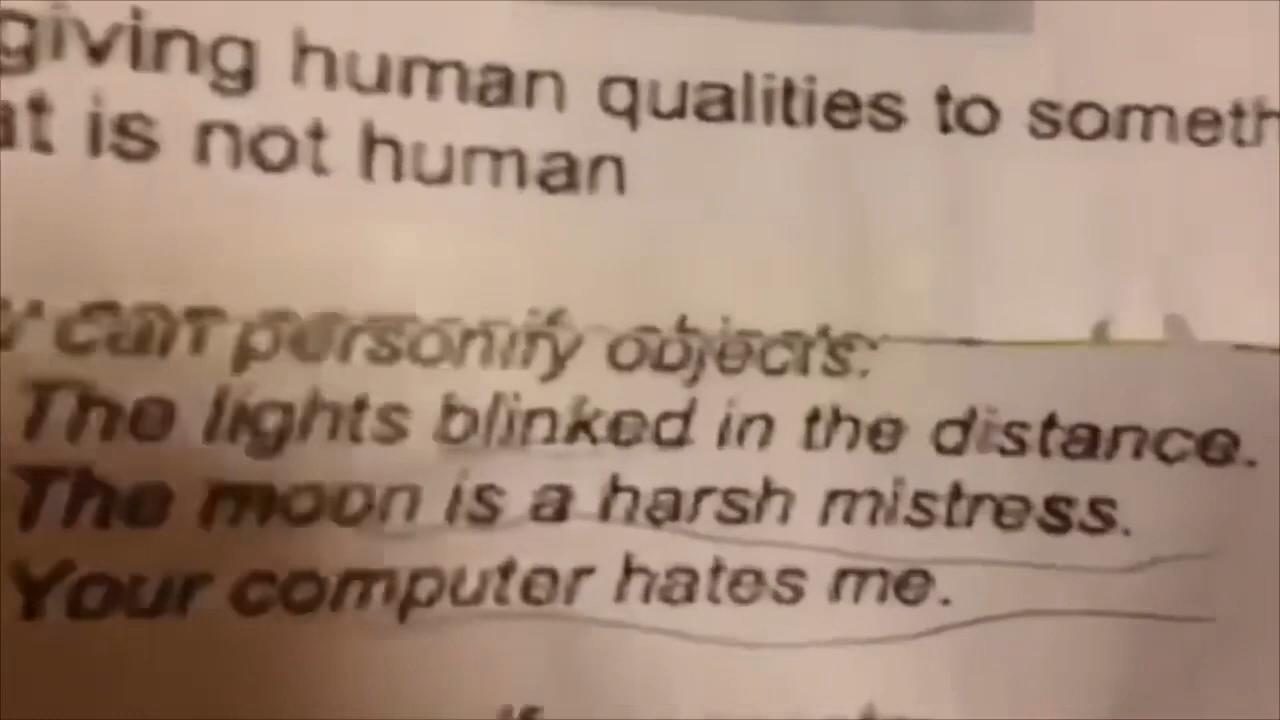 giving human qualities to someth
at is not human
can personify objects:
The lights blinked in the distance.
The moon is a harsh mistress.
Your computer hates me.